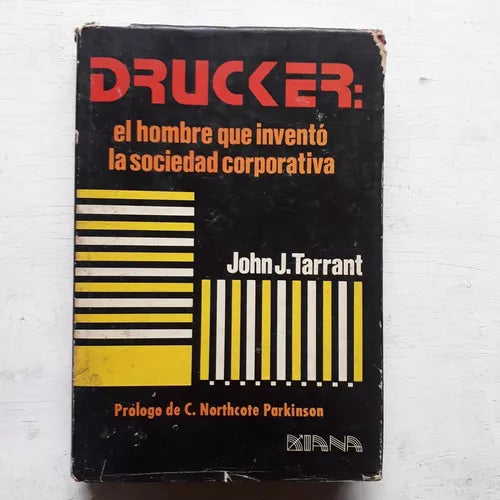 DRUCKER:
el hombre que inventó
la sociedad corporativa
John J. Tarrant
Prólogo de C. Northcote Parkinson
DIANA